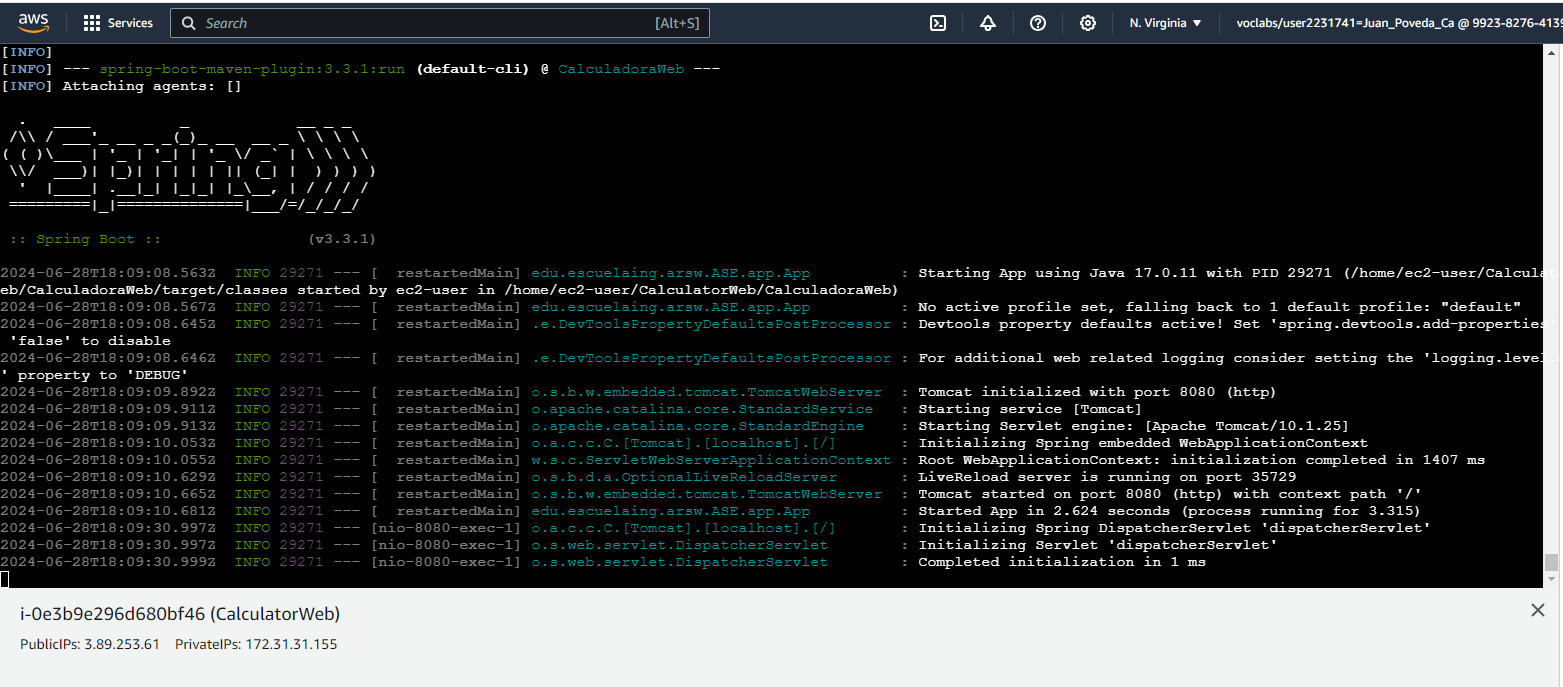 aws
Services
Search
[Alt+S]
N. Virginia
voclabs/user2231741=Juan_Poveda_Ca @ 9923-8276-4139
[INFO]
[INFO] --- spring-boot-maven-plugin:3.3.1:run (default-cli) @ CalculadoraWeb ---
[INFO] Attaching agents: []
  .   ____          _            __ _ _
 /\\ / ___'_ __ _ _(_)_ __  __ _ \ \ \ \
( ( )\___ | '_ | '_| | '_ \/ _` | \ \ \ \
 \\/  ___)| |_)| | | | | || (_| |  ) ) ) )
  '  |____| .__|_| |_|_| |_\__, | / / / /
 =========|_|==============|___/=/_/_/_/
 :: Spring Boot ::                (v3.3.1)
2024-06-28T18:09:08.563Z  INFO 29271 --- [  restartedMain] edu.escuelaing.arsw.ASE.app.App          : Starting App using Java 17.0.11 with PID 29271 (/home/ec2-user/Calculat
eb/CalculadoraWeb/target/classes started by ec2-user in /home/ec2-user/CalculatorWeb/CalculadoraWeb)
2024-06-28T18:09:08.567Z  INFO 29271 --- [  restartedMain] edu.escuelaing.arsw.ASE.app.App          : No active profile set, falling back to 1 default profile: "default"
2024-06-28T18:09:08.645Z  INFO 29271 --- [  restartedMain] .e.DevToolsPropertyDefaultsPostProcessor : Devtools property defaults active! Set 'spring.devtools.add-properties'
 'false' to disable
2024-06-28T18:09:08.646Z  INFO 29271 --- [  restartedMain] .e.DevToolsPropertyDefaultsPostProcessor : For additional web related logging consider setting the 'logging.level.
' property to 'DEBUG'
2024-06-28T18:09:09.892Z  INFO 29271 --- [  restartedMain] o.s.b.w.embedded.tomcat.TomcatWebServer  : Tomcat initialized with port 8080 (http)
2024-06-28T18:09:09.911Z  INFO 29271 --- [  restartedMain] o.apache.catalina.core.StandardService   : Starting service [Tomcat]
2024-06-28T18:09:09.913Z  INFO 29271 --- [  restartedMain] o.apache.catalina.core.StandardEngine    : Starting Servlet engine: [Apache Tomcat/10.1.25]
2024-06-28T18:09:10.053Z  INFO 29271 --- [  restartedMain] o.a.c.c.C.[Tomcat].[localhost].[/]       : Initializing Spring embedded WebApplicationContext
2024-06-28T18:09:10.055Z  INFO 29271 --- [  restartedMain] w.s.c.ServletWebServerApplicationContext : Root WebApplicationContext: initialization completed in 1407 ms
2024-06-28T18:09:10.629Z  INFO 29271 --- [  restartedMain] o.s.b.d.a.OptionalLiveReloadServer       : LiveReload server is running on port 35729
2024-06-28T18:09:10.665Z  INFO 29271 --- [  restartedMain] o.s.b.w.embedded.tomcat.TomcatWebServer  : Tomcat started on port 8080 (http) with context path '/'
2024-06-28T18:09:10.681Z  INFO 29271 --- [  restartedMain] edu.escuelaing.arsw.ASE.app.App          : Started App in 2.624 seconds (process running for 3.315)
2024-06-28T18:09:30.997Z  INFO 29271 --- [nio-8080-exec-1] o.a.c.c.C.[Tomcat].[localhost].[/]       : Initializing Spring DispatcherServlet 'dispatcherServlet'
2024-06-28T18:09:30.997Z  INFO 29271 --- [nio-8080-exec-1] o.s.web.servlet.DispatcherServlet        : Initializing Servlet 'dispatcherServlet'
2024-06-28T18:09:30.999Z  INFO 29271 --- [nio-8080-exec-1] o.s.web.servlet.DispatcherServlet        : Completed initialization in 1 ms
i-0e3b9e296d680bf46 (CalculatorWeb)
PublicIPs: 3.89.253.61 PrivateIPs: 172.31.31.155